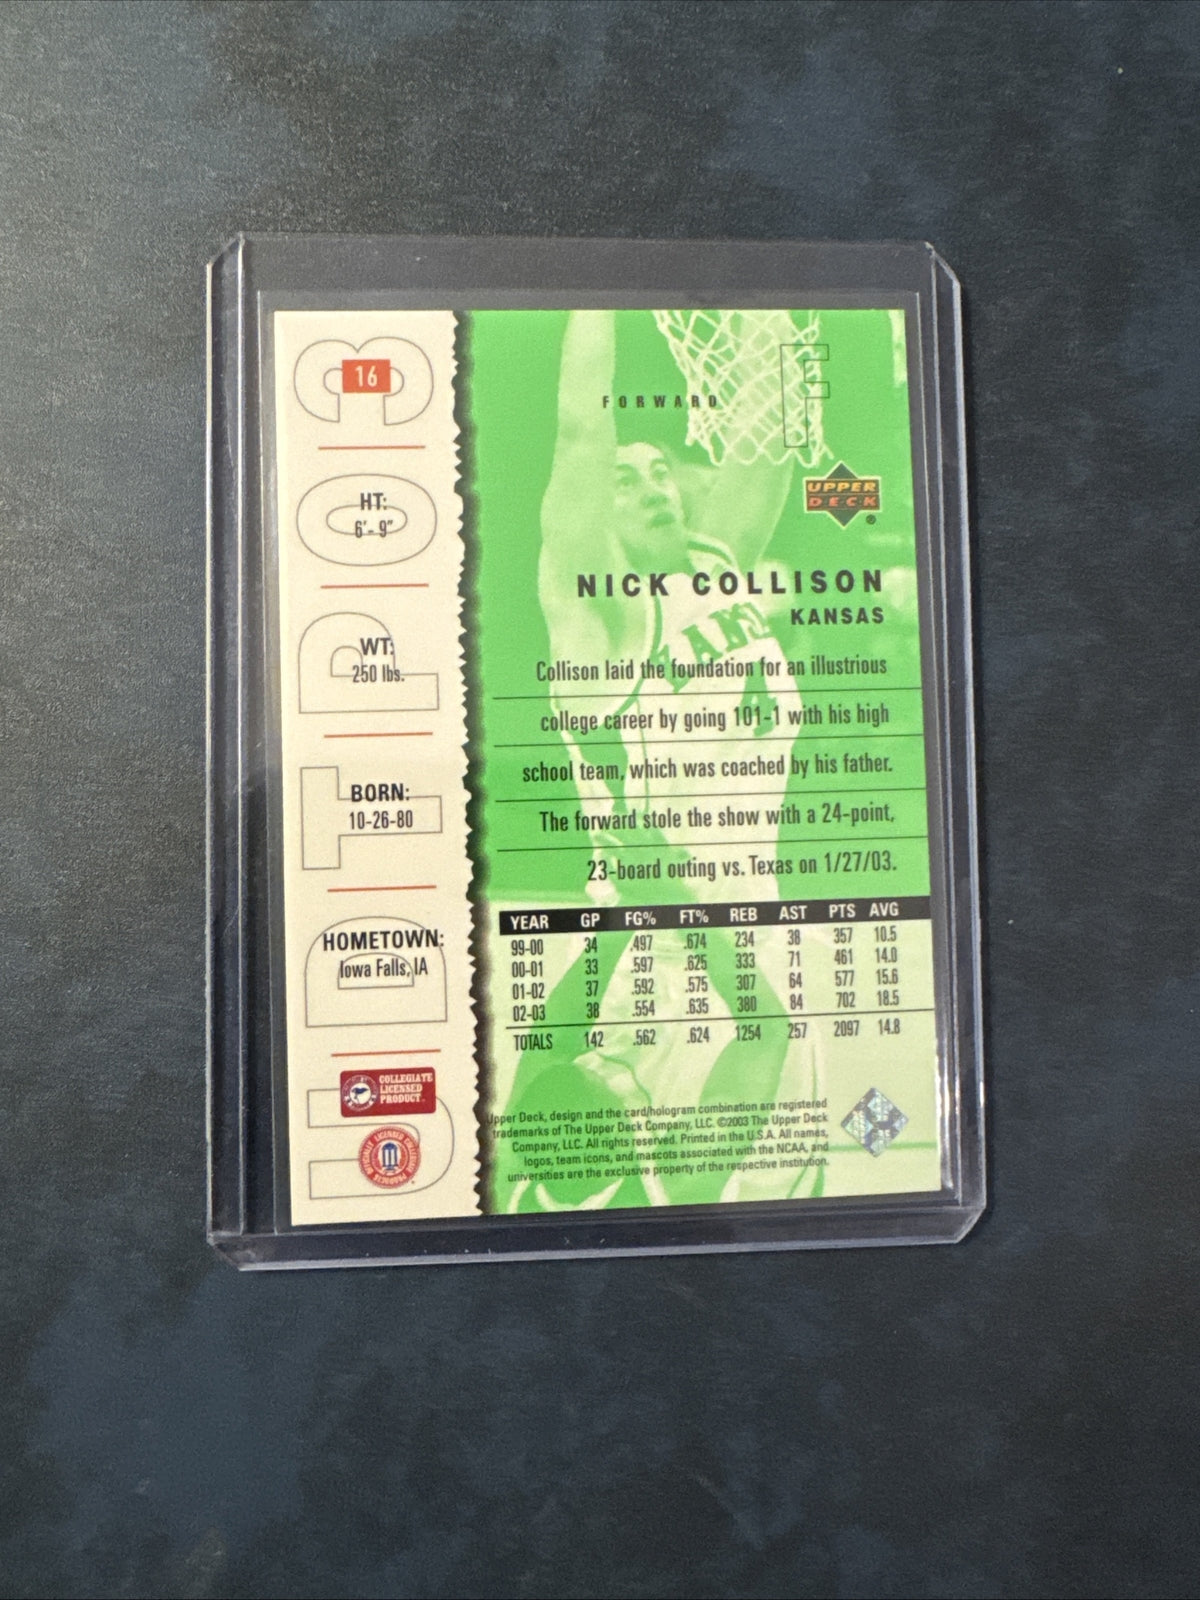 16
HT:
6'- 9"
WT:
250 lbs.
BORN:
10-26-80
HOMETOWN:
Iowa Falls, IA
UD TIP 03
COLLEGIATE
LICENSED
PRODUCT
FORWARD
F
UPPER
DECK
®
NICK COLLISON
KANSAS
Collison laid the foundation for an illustrious
college career by going 101-1 with his high
school team, which was coached by his father.
The forward stole the show with a 24-point,
23-board outing vs. Texas on 1/27/03.
YEAR GP FG% FT% REB AST PTS AVG
99-00 34 .497 .674 234 38 357 10.5
00-01 33 .597 .625 333 71 461 14.0
01-02 37 .592 .575 307 64 577 15.6
02-03 38 .554 .635 380 84 702 18.5
TOTALS 142 .562 .624 1254 257 2097 14.8
Upper Deck, design and the card/hologram combination are registered
trademarks of The Upper Deck Company, LLC. ©2003 The Upper Deck
Company, LLC. All rights reserved. Printed in the U.S.A. All names,
logos, team icons, and mascots associated with the NCAA, and
universities are the exclusive property of the respective institution.